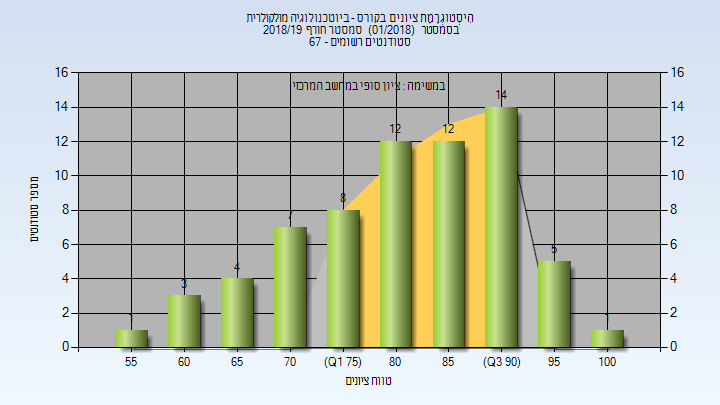 היסטוגרמת ציונים בקורס - ביוטכנולוגיה מולקולרית
בסמסטר (01/2018) סמסטר חורף 2018/19
סטודנטים רשומים - 67
במשימה : ציון סופי במחשב המרכזי
מספר סטודנטים
16 16
14 14
12 12
10 10
8 8
6 6
4 4
2 2
0 0
1 3 4 7 8 12 12 14 5 1
55 60 65 70 (Q1 75) 80 85 (Q3 90) 95 100
טווח ציונים